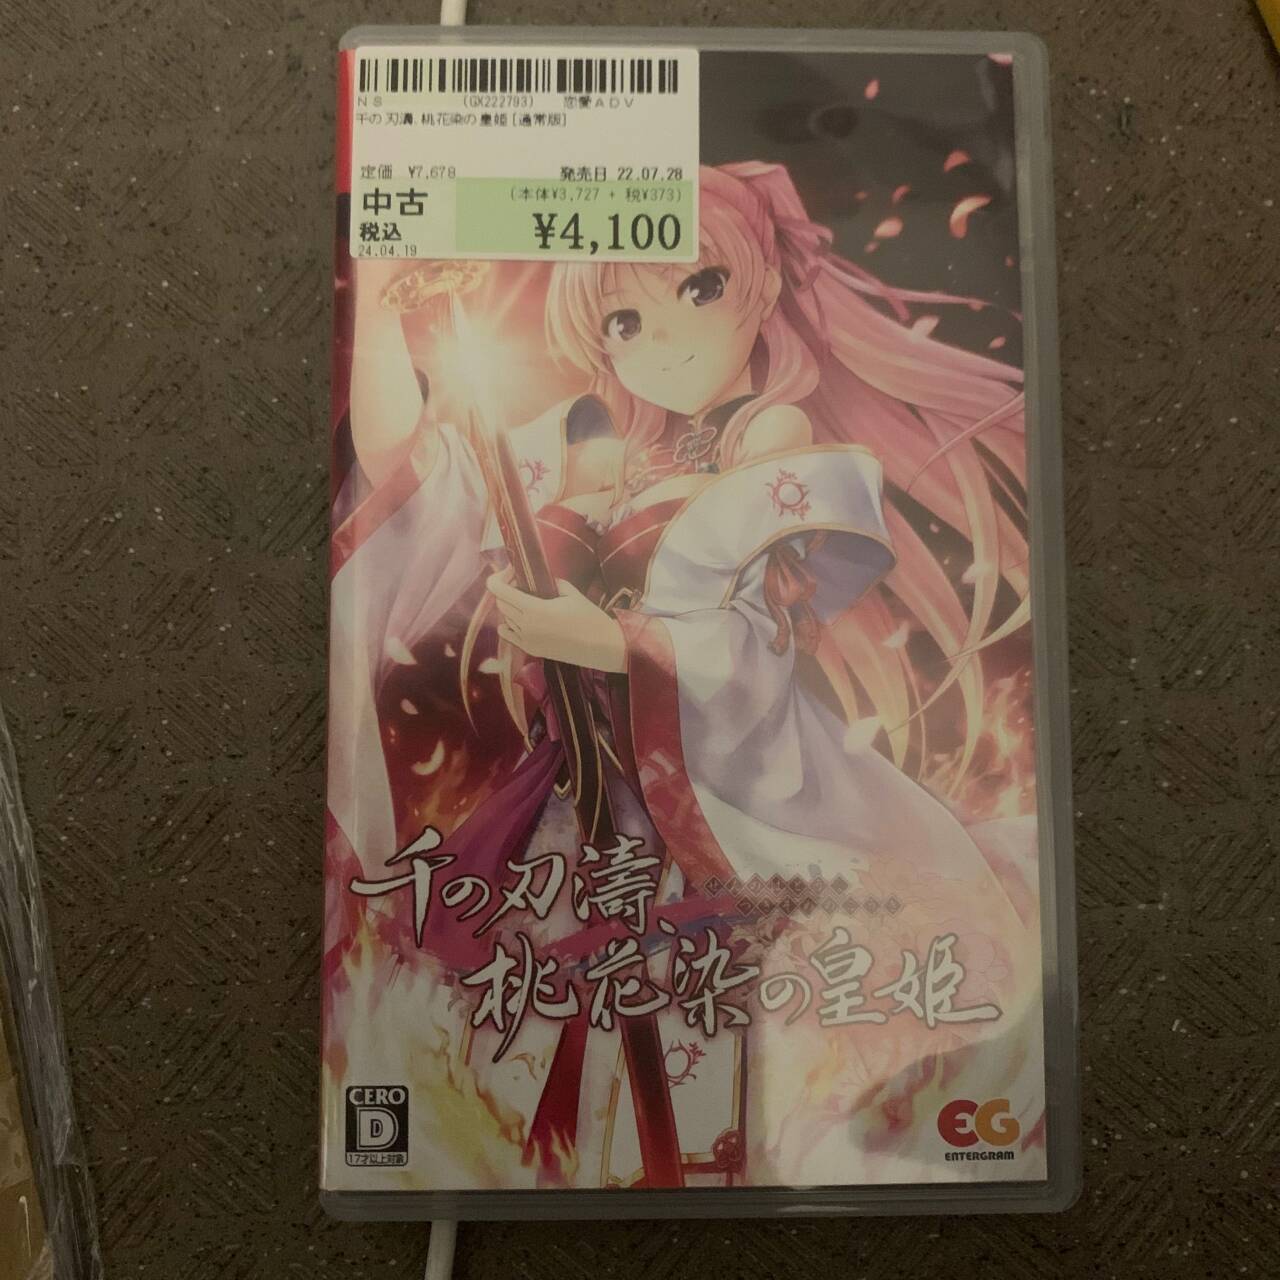 NS (GX222793) 恋愛ADV
千の刃濤、桃花染の皇姫[通常版]
定価 ¥7,678 発売日 22.07.28
中古 (本体¥3,727 + 税¥373)
税込 ¥4,100
24.04.19
千の刃濤、
桃花染の皇姫
CERO
D
17才以上対象
EG
ENTERGRAM